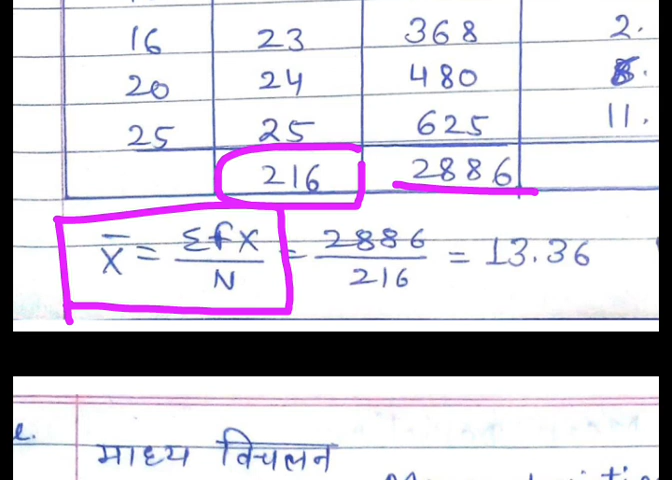 16 23 368 2.
20 24 480
25 25 625 11.
216 2886
X̄ = ΣfX / N = 2886 / 216 = 13.36
e.
माध्य विचलन